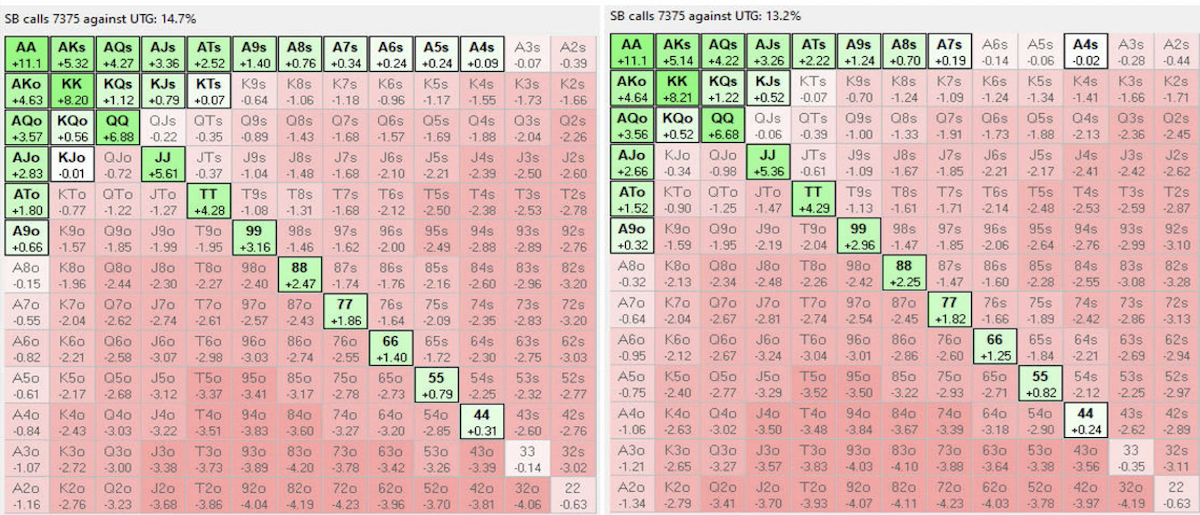 SB calls 7375 against UTG: 14.7%
AA AKs AQs AJs ATs A9s A8s A7s A6s A5s A4s A3s A2s
+11.1 +5.32 +4.27 +3.36 +2.52 +1.40 +0.76 +0.34 +0.24 +0.24 +0.09 -0.07 -0.39
AKo KK KQs KJs KTs K9s K8s K7s K6s K5s K4s K3s K2s
+4.63 +8.20 +1.12 +0.79 +0.07 -0.64 -1.06 -1.18 -0.96 -1.17 -1.55 -1.73 -1.66
AQo KQo QQ QJs QTs Q9s Q8s Q7s Q6s Q5s Q4s Q3s Q2s
+3.57 +0.56 +6.88 -0.22 -0.35 -0.89 -1.43 -1.68 -1.57 -1.69 -1.88 -2.04 -2.26
AJo KJo QJo JJ JTs J9s J8s J7s J6s J5s J4s J3s J2s
+2.83 -0.01 -0.72 +5.61 -0.37 -1.04 -1.48 -1.68 -2.10 -2.21 -2.39 -2.50 -2.60
ATo KTo QTo JTo TT T9s T8s T7s T6s T5s T4s T3s T2s
+1.80 -0.77 -1.22 -1.27 +4.28 -1.08 -1.31 -1.68 -2.12 -2.50 -2.38 -2.53 -2.78
A9o K9o Q9o J9o T9o 99 98s 97s 96s 95s 94s 93s 92s
+0.66 -1.57 -1.85 -1.99 -1.95 +3.16 -1.46 -1.62 -2.00 -2.49 -2.88 -2.89 -2.76
A8o K8o Q8o J8o T8o 98o 88 87s 86s 85s 84s 83s 82s
-0.15 -1.96 -2.44 -2.30 -2.27 -2.40 +2.47 -1.74 -1.76 -2.16 -2.60 -2.96 -3.20
A7o K7o Q7o J7o T7o 97o 87o 77 76s 75s 74s 73s 72s
-0.55 -2.04 -2.62 -2.74 -2.61 -2.57 -2.43 +1.86 -1.64 -2.09 -2.35 -2.83 -3.20
A6o K6o Q6o J6o T6o 96o 86o 76o 66 65s 64s 63s 62s
-0.82 -2.21 -2.58 -3.07 -2.98 -3.03 -2.74 -2.55 +1.40 -1.72 -2.30 -2.75 -3.03
A5o K5o Q5o J5o T5o 95o 85o 75o 65o 55 54s 53s 52s
-0.61 -2.17 -2.68 -3.12 -3.37 -3.41 -3.17 -2.78 -2.73 +0.79 -2.25 -2.32 -2.77
A4o K4o Q4o J4o T4o 94o 84o 74o 64o 54o 44 43s 42s
-0.84 -2.43 -3.03 -3.22 -3.51 -3.83 -3.60 -3.27 -3.20 -2.85 +0.31 -2.60 -2.76
A3o K3o Q3o J3o T3o 93o 83o 73o 63o 53o 43o 33 32s
-1.07 -2.72 -3.00 -3.38 -3.73 -3.89 -4.20 -3.78 -3.42 -3.26 -3.39 -0.14 -3.02
A2o K2o Q2o J2o T2o 92o 82o 72o 62o 52o 42o 32o 22
-1.16 -2.76 -3.23 -3.68 -3.86 -4.04 -4.19 -4.23 -3.96 -3.70 -3.81 -4.06 -0.63
SB calls 7375 against UTG: 13.2%
AA AKs AQs AJs ATs A9s A8s A7s A6s A5s A4s A3s A2s
+11.1 +5.14 +4.22 +3.26 +2.22 +1.24 +0.70 +0.19 -0.14 -0.06 -0.02 -0.28 -0.44
AKo KK KQs KJs KTs K9s K8s K7s K6s K5s K4s K3s K2s
+4.64 +8.21 +1.22 +0.52 -0.07 -0.70 -1.24 -1.09 -1.24 -1.34 -1.41 -1.66 -1.71
AQo KQo QQ QJs QTs Q9s Q8s Q7s Q6s Q5s Q4s Q3s Q2s
+3.56 +0.52 +6.68 -0.06 -0.39 -1.00 -1.33 -1.91 -1.73 -1.88 -2.13 -2.36 -2.45
AJo KJo QJo JJ JTs J9s J8s J7s J6s J5s J4s J3s J2s
+2.66 -0.34 -0.98 +5.36 -0.61 -1.09 -1.67 -1.85 -2.21 -2.17 -2.41 -2.42 -2.62
ATo KTo QTo JTo TT T9s T8s T7s T6s T5s T4s T3s T2s
+1.52 -0.90 -1.25 -1.47 +4.29 -1.13 -1.61 -1.71 -2.14 -2.48 -2.53 -2.59 -2.87
A9o K9o Q9o J9o T9o 99 98s 97s 96s 95s 94s 93s 92s
+0.32 -1.59 -1.95 -2.19 -2.04 +2.96 -1.47 -1.85 -2.06 -2.64 -2.76 -2.99 -3.10
A8o K8o Q8o J8o T8o 98o 88 87s 86s 85s 84s 83s 82s
-0.32 -2.13 -2.34 -2.48 -2.26 -2.42 +2.25 -1.47 -1.60 -2.28 -2.55 -3.08 -3.28
A7o K7o Q7o J7o T7o 97o 87o 77 76s 75s 74s 73s 72s
-0.64 -2.04 -2.67 -2.81 -2.74 -2.54 -2.45 +1.82 -1.66 -1.89 -2.42 -2.86 -3.13
A6o K6o Q6o J6o T6o 96o 86o 76o 66 65s 64s 63s 62s
-0.95 -2.12 -2.67 -3.24 -3.04 -3.01 -2.86 -2.60 +1.25 -1.84 -2.21 -2.69 -2.94
A5o K5o Q5o J5o T5o 95o 85o 75o 65o 55 54s 53s 52s
-0.75 -2.40 -2.77 -3.29 -3.52 -3.50 -3.22 -2.93 -2.71 +0.82 -2.12 -2.25 -2.97
A4o K4o Q4o J4o T4o 94o 84o 74o 64o 54o 44 43s 42s
-1.06 -2.63 -3.02 -3.50 -3.48 -3.84 -3.67 -3.39 -3.18 -2.90 +0.24 -2.62 -2.89
A3o K3o Q3o J3o T3o 93o 83o 73o 63o 53o 43o 33 32s
-1.21 -2.65 -3.27 -3.57 -3.83 -4.03 -4.10 -3.88 -3.64 -3.38 -3.56 -0.35 -3.11
A2o K2o Q2o J2o T2o 92o 82o 72o 62o 52o 42o 32o 22
-1.34 -2.79 -3.41 -3.70 -3.93 -4.07 -4.11 -4.23 -4.03 -3.78 -3.97 -4.19 -0.63